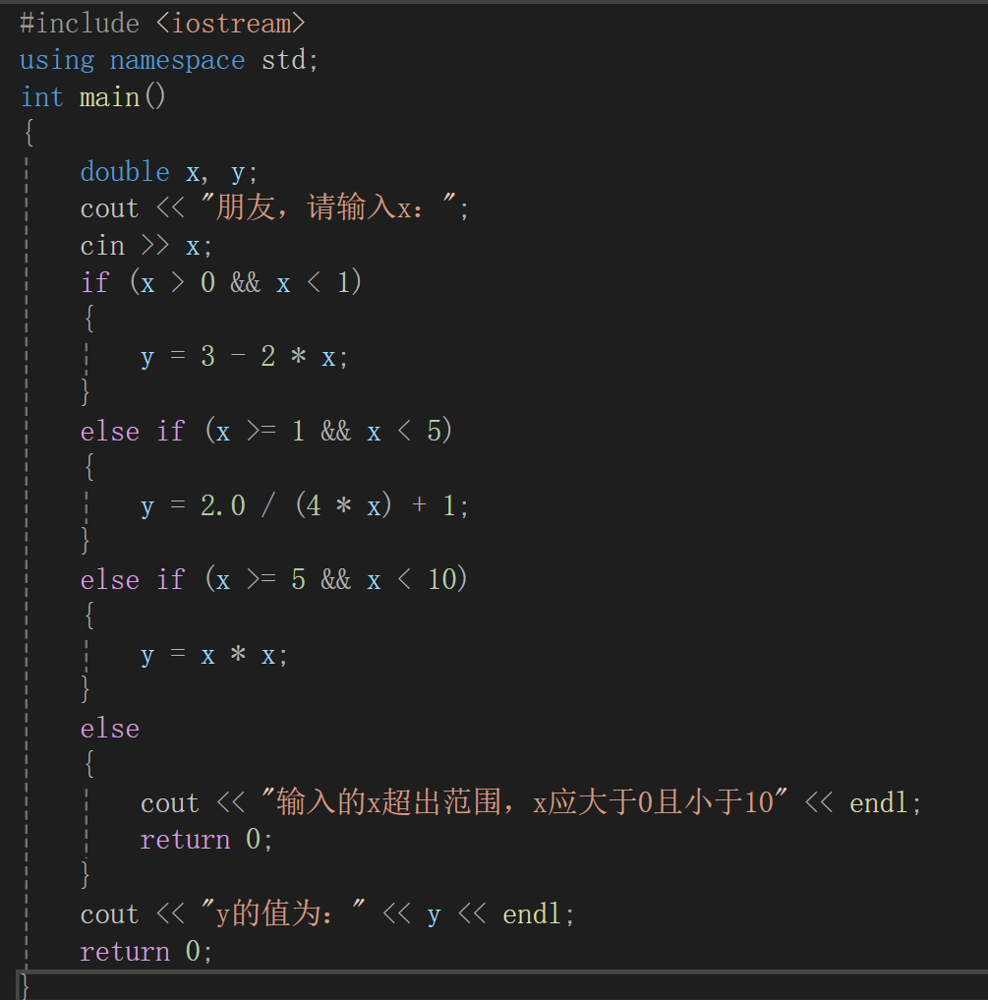 #include <iostream>
using namespace std;
int main()
{
    double x, y;
    cout << "朋友，请输入x：";
    cin >> x;
    if (x > 0 && x < 1)
    {
        y = 3 - 2 * x;
    }
    else if (x >= 1 && x < 5)
    {
        y = 2.0 / (4 * x) + 1;
    }
    else if (x >= 5 && x < 10)
    {
        y = x * x;
    }
    else
    {
        cout << "输入的x超出范围，x应大于0且小于10" << endl;
        return 0;
    }
    cout << "y的值为：" << y << endl;
    return 0;
}